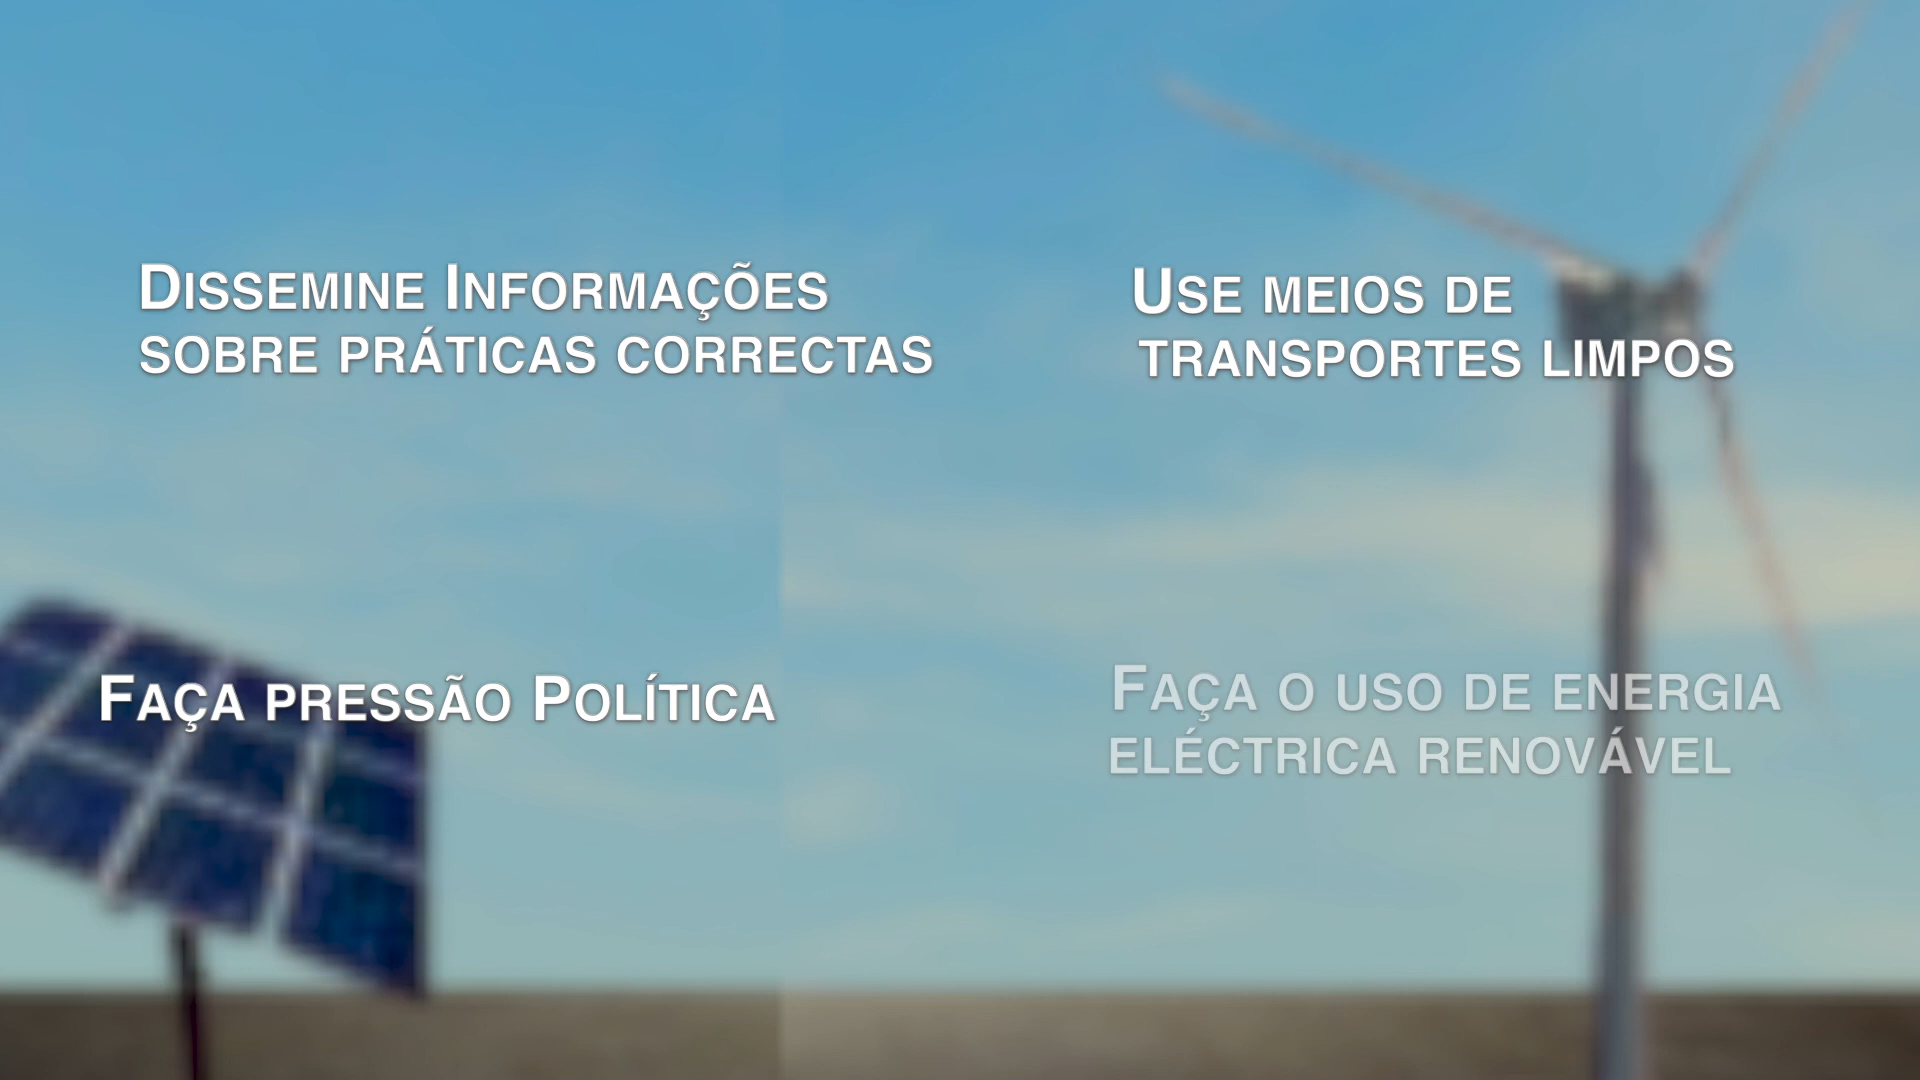 Dissemine Informações
sobre práticas correctas
Use meios de
transportes limpos
Faça pressão Política
Faça o uso de energia
eléctrica renovável